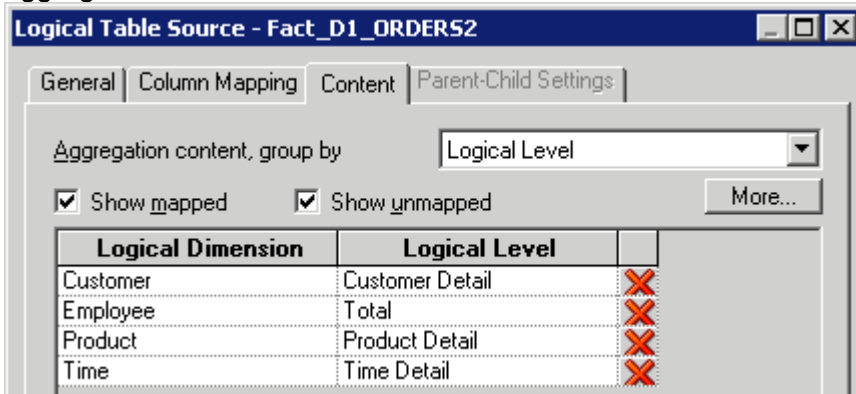 Logical Table Source - Fact_D1_ORDERS2
General Column Mapping Content Parent-Child Settings
Aggregation content, group by Logical Level
Show mapped Show unmapped More...
Logical Dimension Logical Level
Customer Customer Detail
Employee Total
Product Product Detail
Time Time Detail